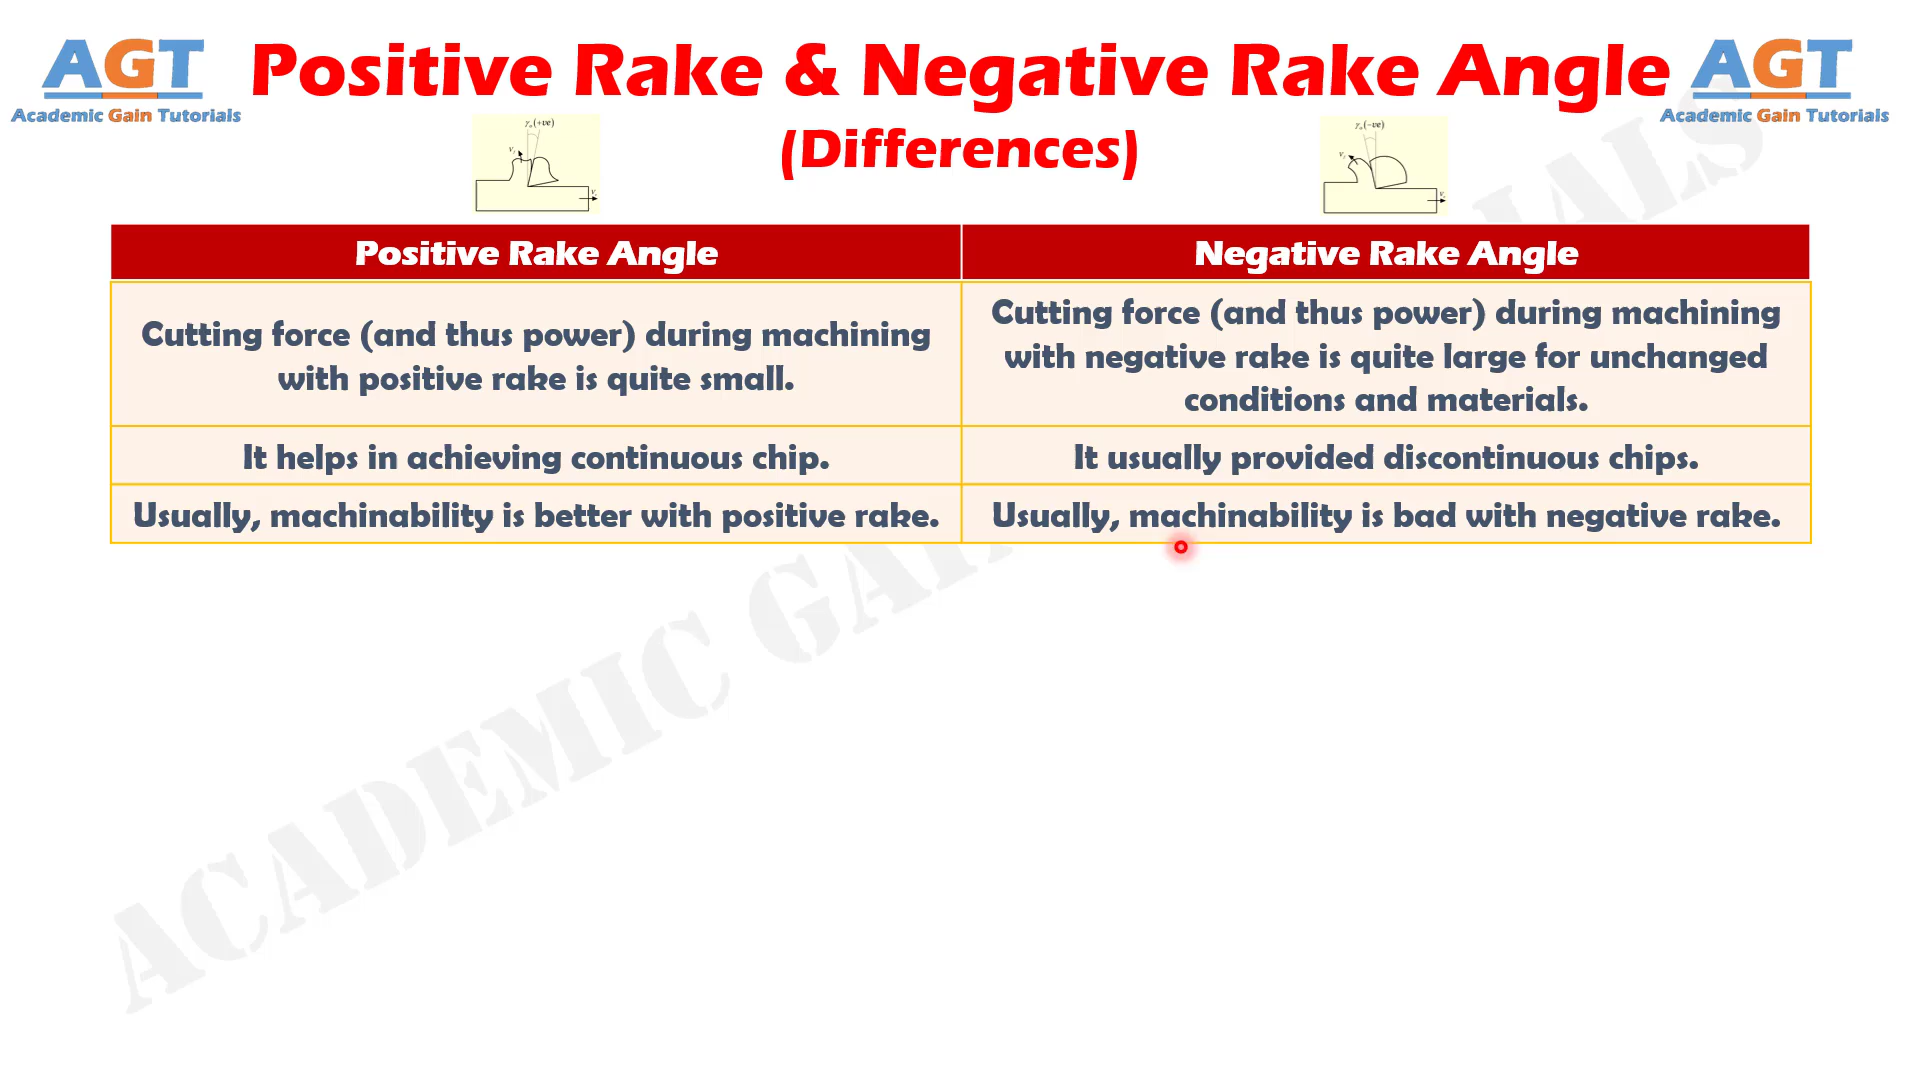 AGT
Academic Gain Tutorials
Positive Rake & Negative Rake Angle
(Differences)
AGT
Academic Gain Tutorials
γₒ(+ve)
γₒ(−ve)
Positive Rake Angle
Negative Rake Angle
Cutting force (and thus power) during machining
with positive rake is quite small.
Cutting force (and thus power) during machining
with negative rake is quite large for unchanged
conditions and materials.
It helps in achieving continuous chip.
It usually provided discontinuous chips.
Usually, machinability is better with positive rake.
Usually, machinability is bad with negative rake.
ACADEMIC GAIN